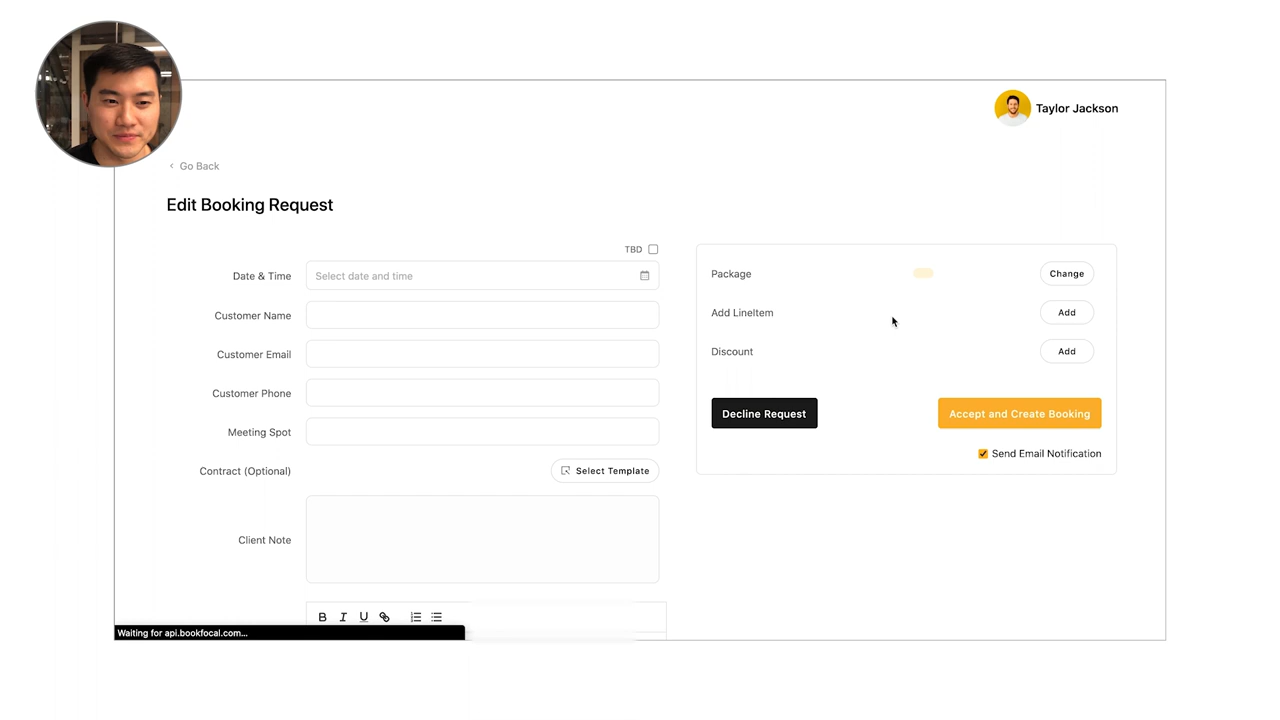 Taylor Jackson
Go Back
Edit Booking Request
TBD
Date & Time
Select date and time
Customer Name
Customer Email
Customer Phone
Meeting Spot
Contract (Optional)
Select Template
Client Note
B I U
Package
Change
Add LineItem
Add
Discount
Add
Decline Request
Accept and Create Booking
Send Email Notification
Waiting for api.bookfocal.com...